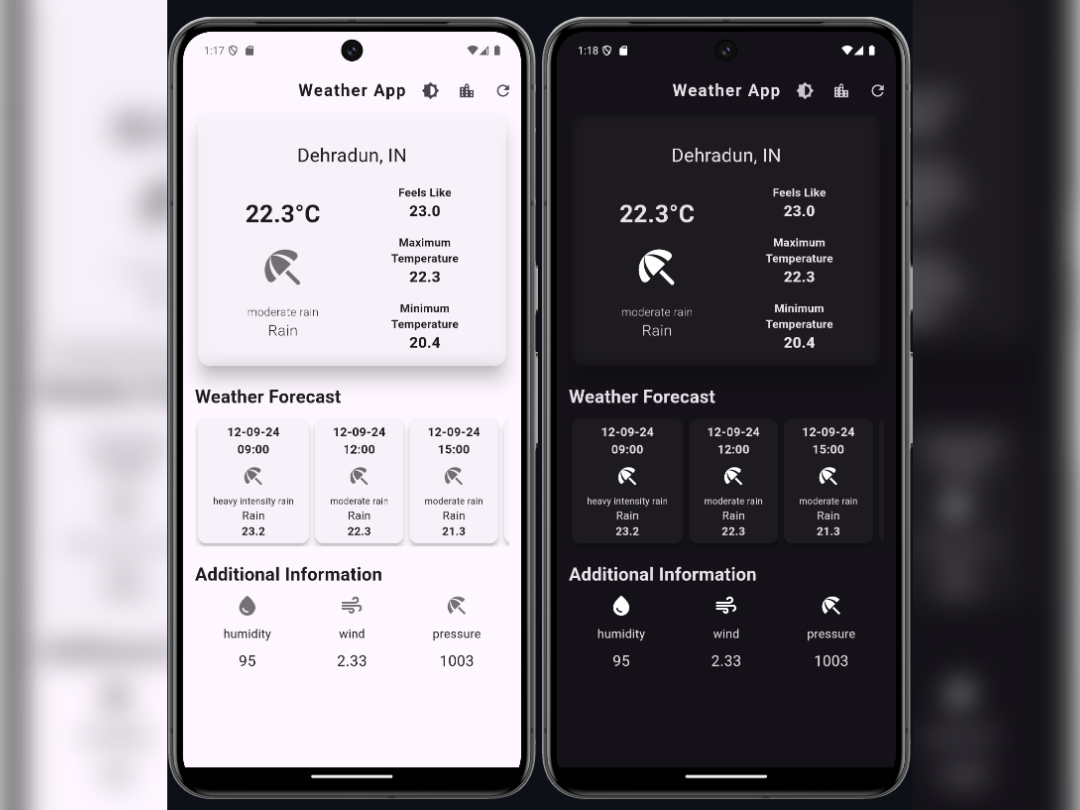 1:17
Weather App
Dehradun, IN
22.3°C
moderate rain
Rain
Feels Like
23.0
Maximum
Temperature
22.3
Minimum
Temperature
20.4
Weather Forecast
12-09-24
09:00
heavy intensity rain
Rain
23.2
12-09-24
12:00
moderate rain
Rain
22.3
12-09-24
15:00
moderate rain
Rain
21.3
Additional Information
humidity
95
wind
2.33
pressure
1003
1:18
Weather App
Dehradun, IN
22.3°C
moderate rain
Rain
Feels Like
23.0
Maximum
Temperature
22.3
Minimum
Temperature
20.4
Weather Forecast
12-09-24
09:00
heavy intensity rain
Rain
23.2
12-09-24
12:00
moderate rain
Rain
22.3
12-09-24
15:00
moderate rain
Rain
21.3
Additional Information
humidity
95
wind
2.33
pressure
1003